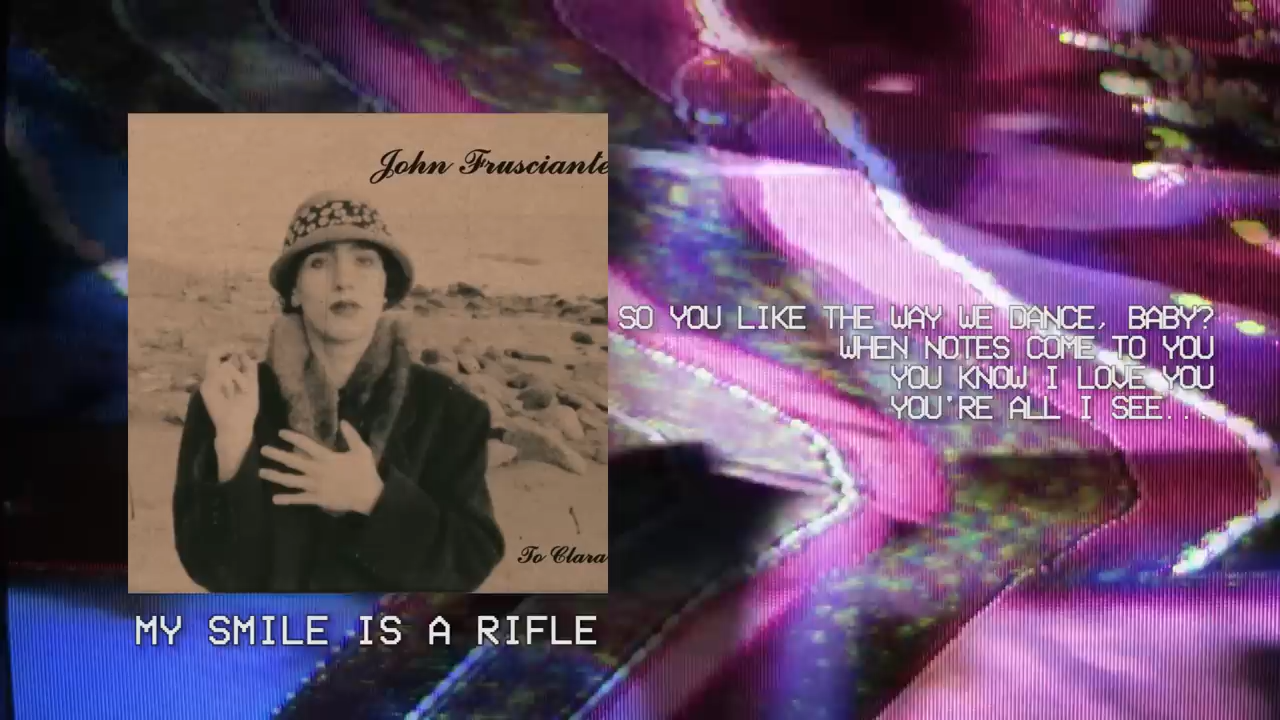 John Frusciante
To Clara
MY SMILE IS A RIFLE
SO YOU LIKE THE WAY WE DANCE, BABY?
WHEN NOTES COME TO YOU
YOU KNOW I LOVE YOU
YOU'RE ALL I SEE...